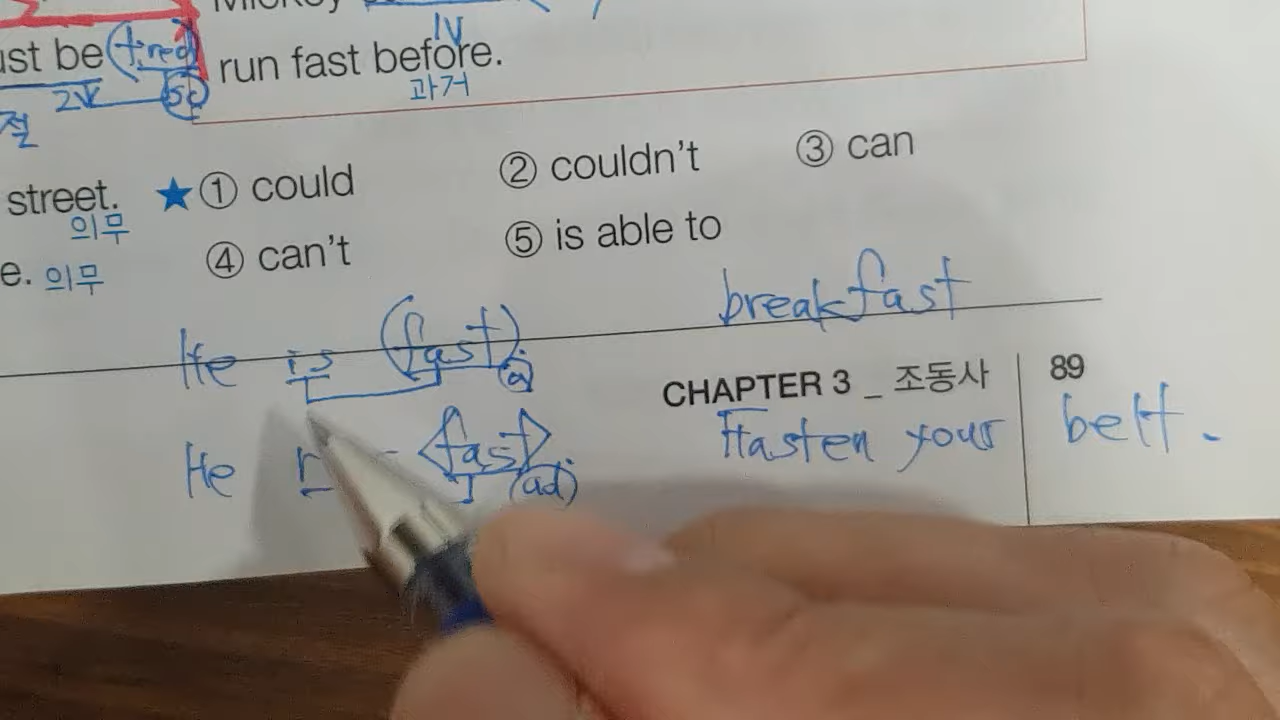 Mickey
ust be (tired)
1V
run fast before.
2V
sc
과거
절
street.
의무
★ ① could
② couldn't
③ can
e. 의무
④ can't
⑤ is able to
breakfast
He is (fast).
a
CHAPTER 3 _ 조동사
89
He <fast>.
ad
Fasten your belt.